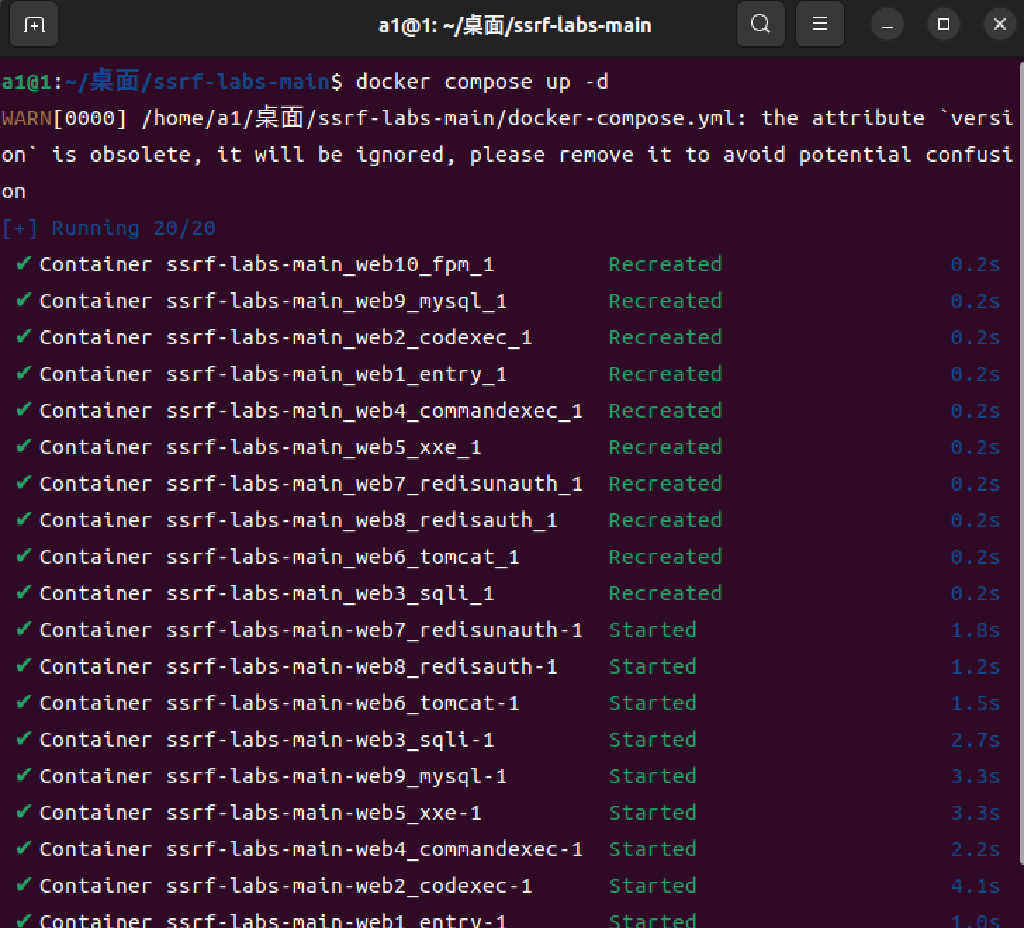 a1@1: ~/桌面/ssrf-labs-main
a1@1:~/桌面/ssrf-labs-main$ docker compose up -d
WARN[0000] /home/a1/桌面/ssrf-labs-main/docker-compose.yml: the attribute `versi
on` is obsolete, it will be ignored, please remove it to avoid potential confusi
on
[+] Running 20/20
✔ Container ssrf-labs-main_web10_fpm_1 Recreated 0.2s
✔ Container ssrf-labs-main_web9_mysql_1 Recreated 0.2s
✔ Container ssrf-labs-main_web2_codexec_1 Recreated 0.2s
✔ Container ssrf-labs-main_web1_entry_1 Recreated 0.2s
✔ Container ssrf-labs-main_web4_commandexec_1 Recreated 0.2s
✔ Container ssrf-labs-main_web5_xxe_1 Recreated 0.2s
✔ Container ssrf-labs-main_web7_redisunauth_1 Recreated 0.2s
✔ Container ssrf-labs-main_web8_redisauth_1 Recreated 0.2s
✔ Container ssrf-labs-main_web6_tomcat_1 Recreated 0.2s
✔ Container ssrf-labs-main_web3_sqli_1 Recreated 0.2s
✔ Container ssrf-labs-main-web7_redisunauth-1 Started 1.8s
✔ Container ssrf-labs-main-web8_redisauth-1 Started 1.2s
✔ Container ssrf-labs-main-web6_tomcat-1 Started 1.5s
✔ Container ssrf-labs-main-web3_sqli-1 Started 2.7s
✔ Container ssrf-labs-main-web9_mysql-1 Started 3.3s
✔ Container ssrf-labs-main-web5_xxe-1 Started 3.3s
✔ Container ssrf-labs-main-web4_commandexec-1 Started 2.2s
✔ Container ssrf-labs-main-web2_codexec-1 Started 4.1s
✔ Container ssrf-labs-main-web1_entry-1 Started 1.0s